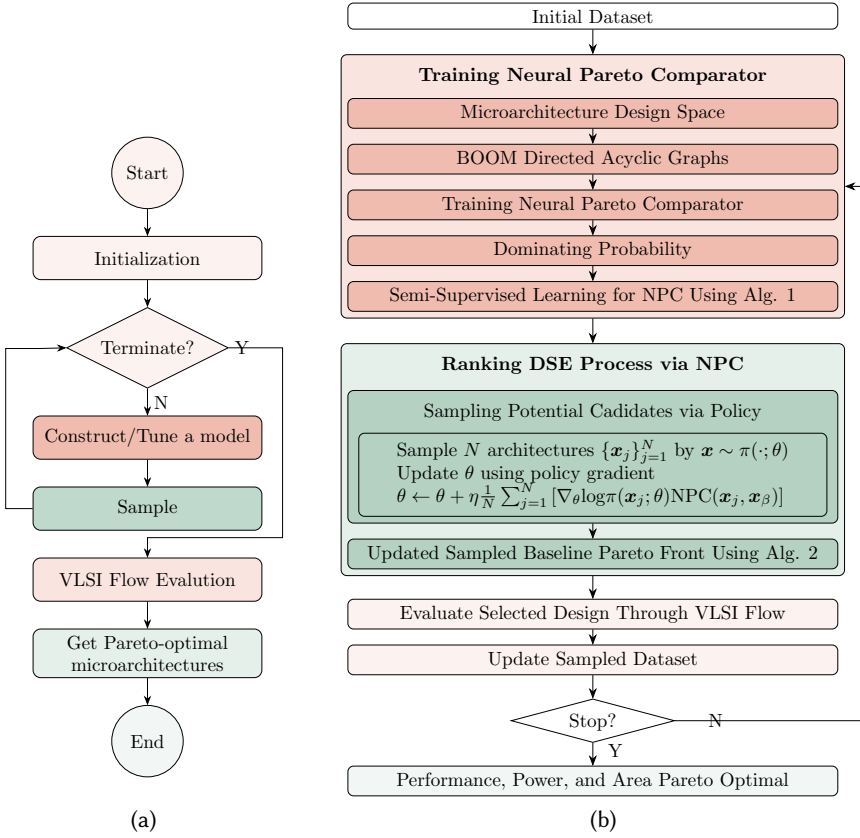 Start
Initialization
Terminate?
Y
N
Construct/Tune a model
Sample
VLSI Flow Evalution
Get Pareto-optimal
microarchitectures
End
(a)
Initial Dataset
Training Neural Pareto Comparator
Microarchitecture Design Space
BOOM Directed Acyclic Graphs
Training Neural Pareto Comparator
Dominating Probability
Semi-Supervised Learning for NPC Using Alg. 1
Ranking DSE Process via NPC
Sampling Potential Cadidates via Policy
Sample N architectures {𝒙_j}_{j=1}^N by 𝒙 ∼ π(·; θ)
Update θ using policy gradient
θ ← θ + η 1/N ∑_{j=1}^N [∇_θ logπ(𝒙_j; θ)NPC(𝒙_j, 𝒙_β)]
Updated Sampled Baseline Pareto Front Using Alg. 2
Evaluate Selected Design Through VLSI Flow
Update Sampled Dataset
Stop?
N
Y
Performance, Power, and Area Pareto Optimal
(b)